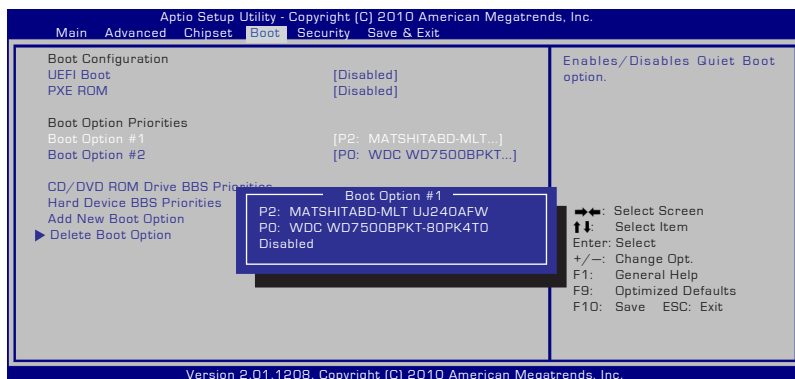 Aptio Setup Utility - Copyright (C) 2010 American Megatrends, Inc.
Main Advanced Chipset Boot Security Save & Exit
Boot Configuration
UEFI Boot [Disabled]
PXE ROM [Disabled]
Boot Option Priorities
Boot Option #1 [P2: MATSHITABD-MLT...]
Boot Option #2 [P0: WDC WD7500BPKT...]
CD/DVD ROM Drive BBS Priorities
Hard Device BBS Priorities
Add New Boot Option
Delete Boot Option
Boot Option #1
P2: MATSHITABD-MLT UJ240AFW
P0: WDC WD7500BPKT-80PK4T0
Disabled
Enables/Disables Quiet Boot
option.
→←: Select Screen
↑↓: Select Item
Enter: Select
+/—: Change Opt.
F1: General Help
F9: Optimized Defaults
F10: Save ESC: Exit
Version 2.01.1208. Copyright (C) 2010 American Megatrends, Inc.